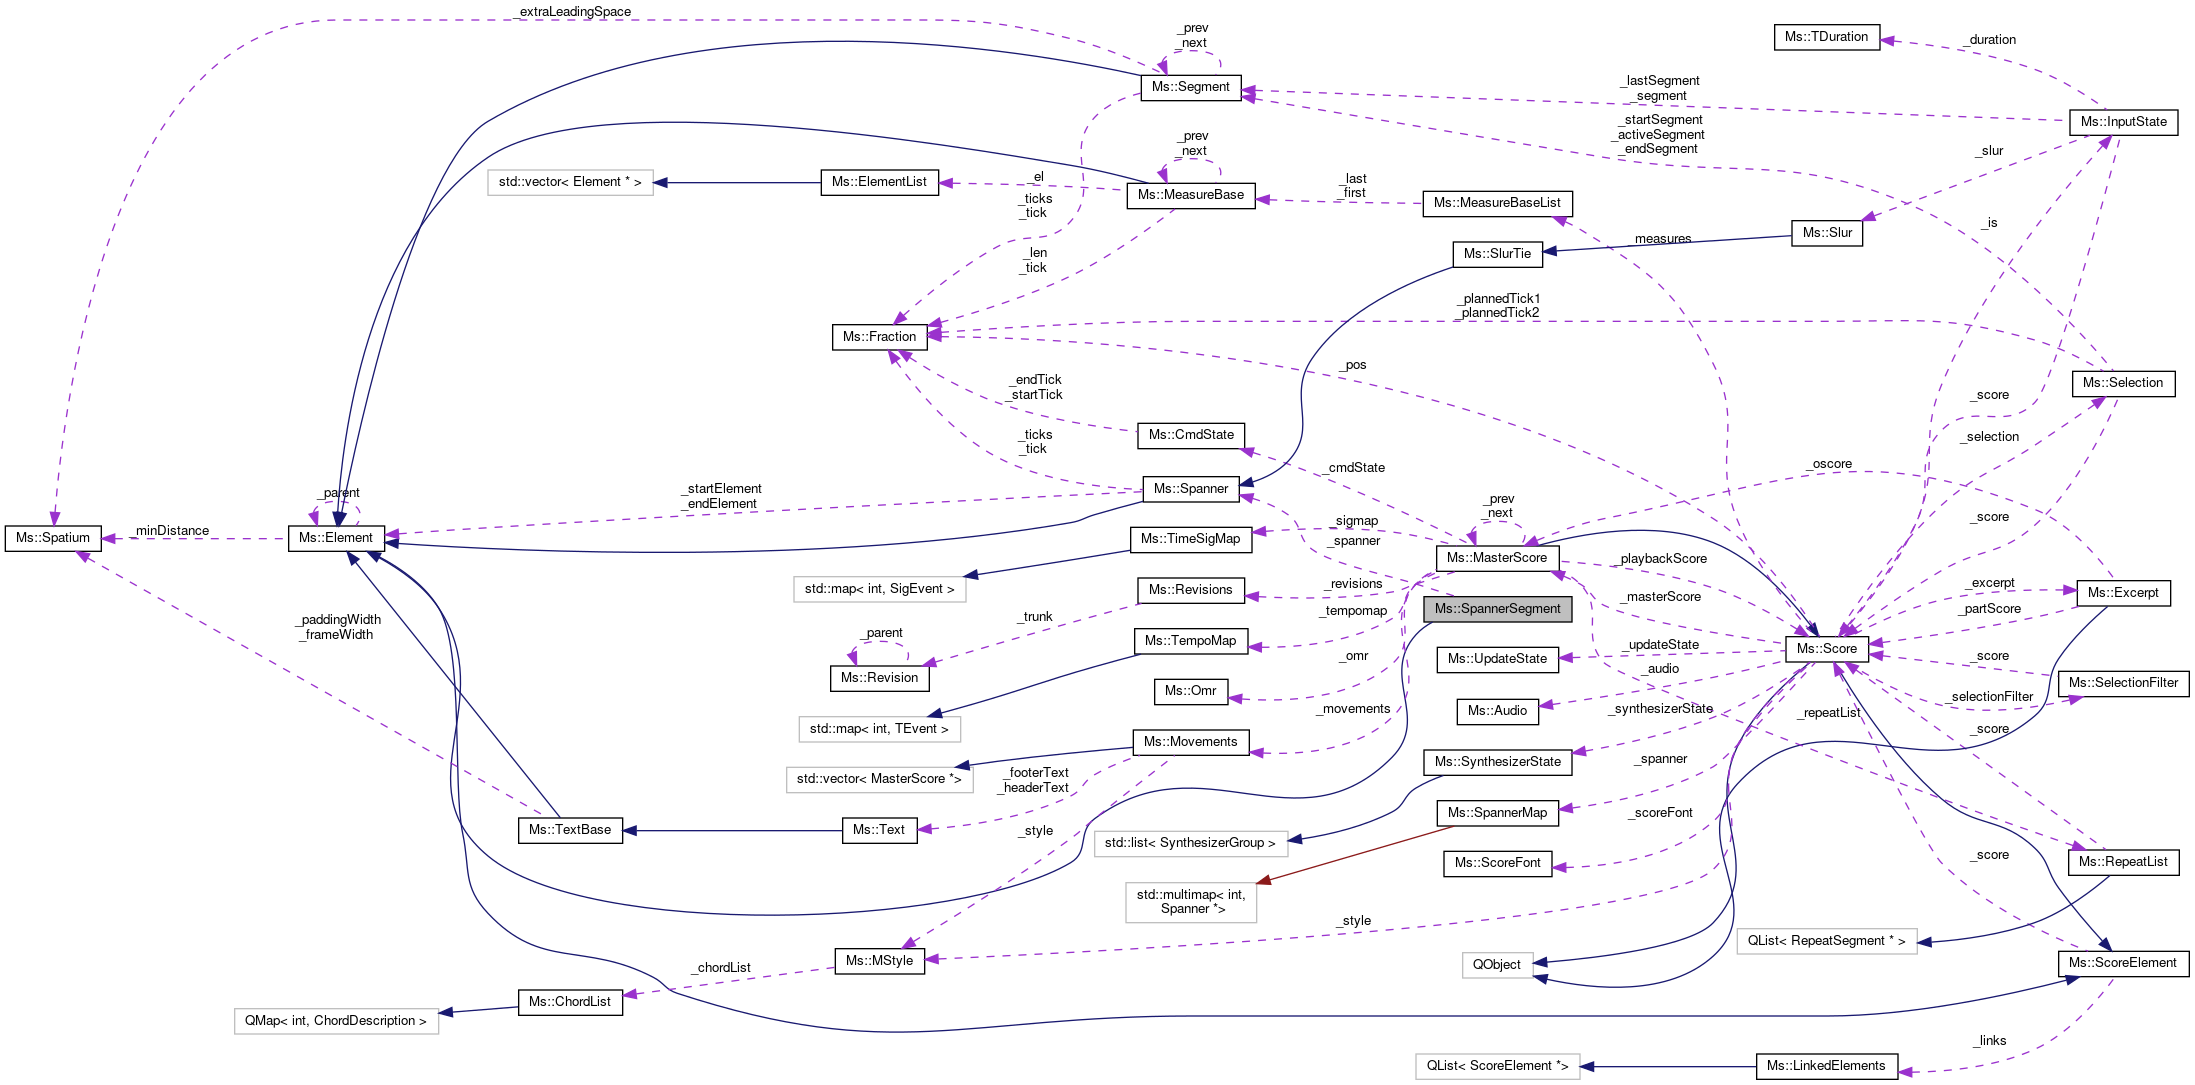 _extraLeadingSpace
_prev
_next
Ms::TDuration
_duration
Ms::Segment
_lastSegment
_segment
_startSegment
_activeSegment
_endSegment
Ms::InputState
_prev
_next
_slur
std::vector< Element * >
Ms::ElementList
_el
Ms::MeasureBase
_last
_first
Ms::MeasureBaseList
_ticks
_tick
_is
Ms::Slur
measures
Ms::SlurTie
_len
_tick
_plannedTick1
_plannedTick2
Ms::Fraction
_pos
Ms::Selection
_endTick
_startTick
_score
Ms::CmdState
_ticks
_tick
_selection
_cmdState
_oscore
Ms::Spanner
_startElement
_endElement
_parent
_prev
_next
_sigmap
_score
Ms::Spatium
_minDistance
Ms::Element
Ms::TimeSigMap
_spanner
Ms::MasterScore
_playbackScore
std::map< int, SigEvent >
Ms::Revisions
_revisions
_excerpt
Ms::Excerpt
_masterScore
Ms::SpannerSegment
_partScore
_trunk
_tempomap
_paddingWidth
_frameWidth
_parent
Ms::TempoMap
_updateState
Ms::Score
_omr
Ms::UpdateState
_audio
_score
Ms::Revision
Ms::Omr
Ms::SelectionFilter
_selectionFilter
_movements
Ms::Audio
_synthesizerState
_repeatList
std::map< int, TEvent >
_score
Ms::Movements
Ms::SynthesizerState
_spanner
std::vector< MasterScore *>
_footerText
_headerText
Ms::SpannerMap
_scoreFont
Ms::TextBase
Ms::Text
_style
std::list< SynthesizerGroup >
Ms::ScoreFont
_score
Ms::RepeatList
std::multimap< int,
Spanner *>
_style
QList< RepeatSegment * >
Ms::MStyle
_chordList
QObject
Ms::ScoreElement
Ms::ChordList
QMap< int, ChordDescription >
_links
QList< ScoreElement *>
Ms::LinkedElements